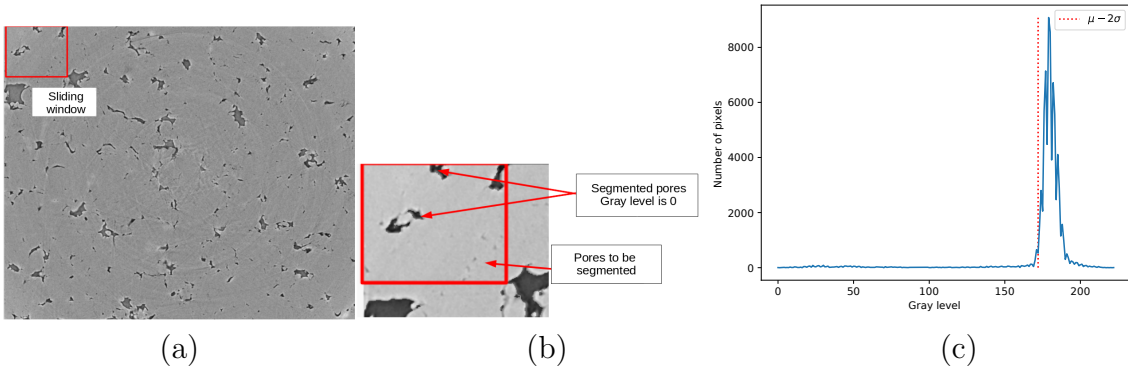 Sliding
window
(a)
Segmented pores
Gray level is 0
Pores to be
segmented
(b)
μ − 2σ
Number of pixels
8000
6000
4000
2000
0
0 50 100 150 200
Gray level
(c)